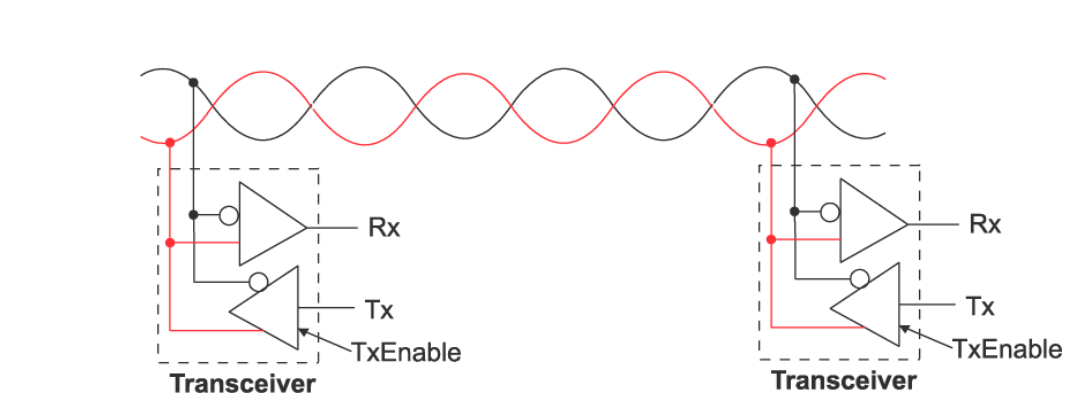 Rx
Tx
TxEnable
Transceiver
Rx
Tx
TxEnable
Transceiver